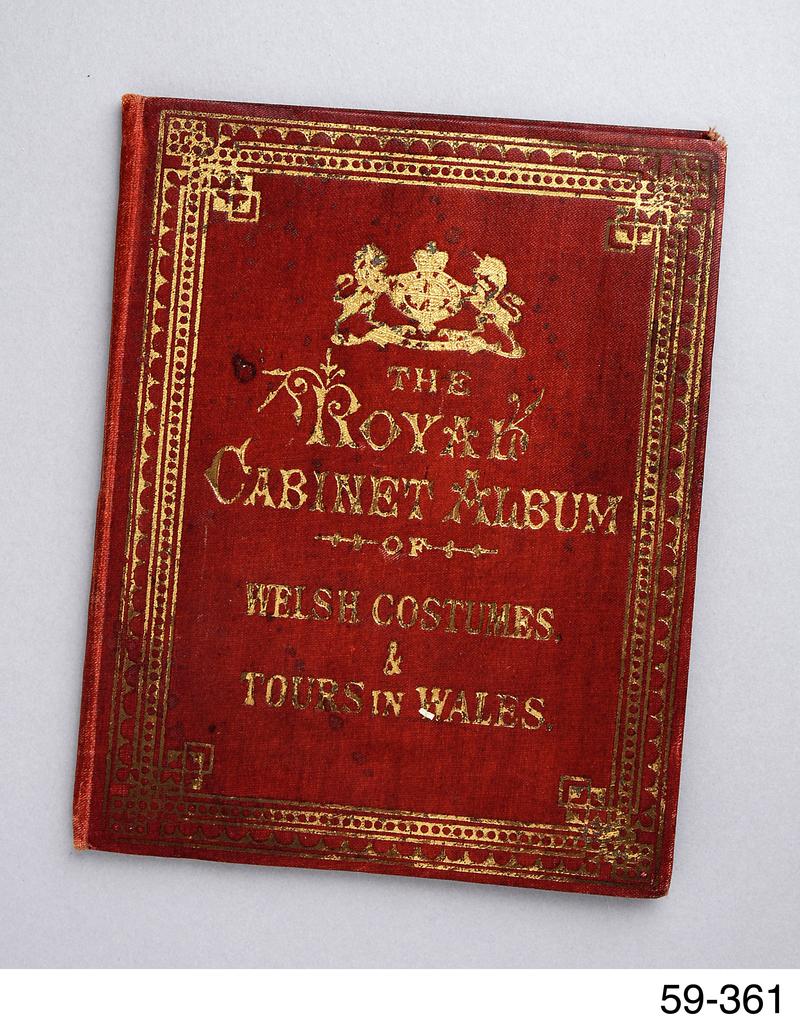 THE
ROYAL
CABINET ALBUM
OF
WELSH COSTUMES.
&
TOURS IN WALES.
59-361